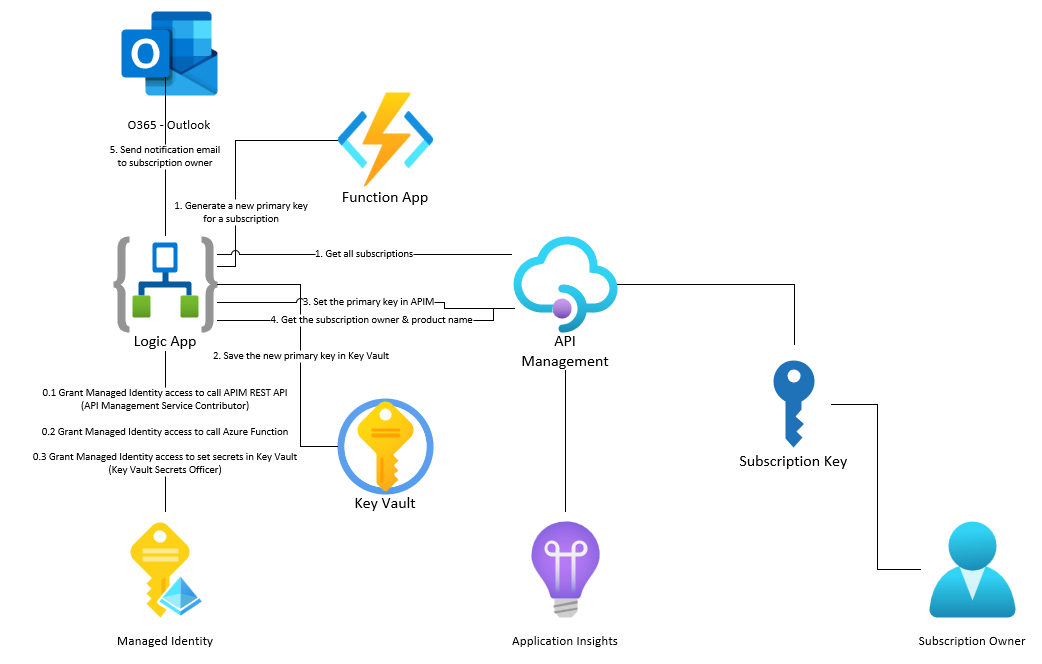 O
O365 - Outlook
5. Send notification email
to subscription owner
Function App
1. Generate a new primary key
for a subscription
1. Get all subscriptions
3. Set the primary key in APIM
4. Get the subscription owner & product name
Logic App
API
Management
2. Save the new primary key in Key Vault
0.1 Grant Managed Identity access to call APIM REST API
(API Management Service Contributor)
0.2 Grant Managed Identity access to call Azure Function
0.3 Grant Managed Identity access to set secrets in Key Vault
(Key Vault Secrets Officer)
Subscription Key
Key Vault
Managed Identity
Application Insights
Subscription Owner